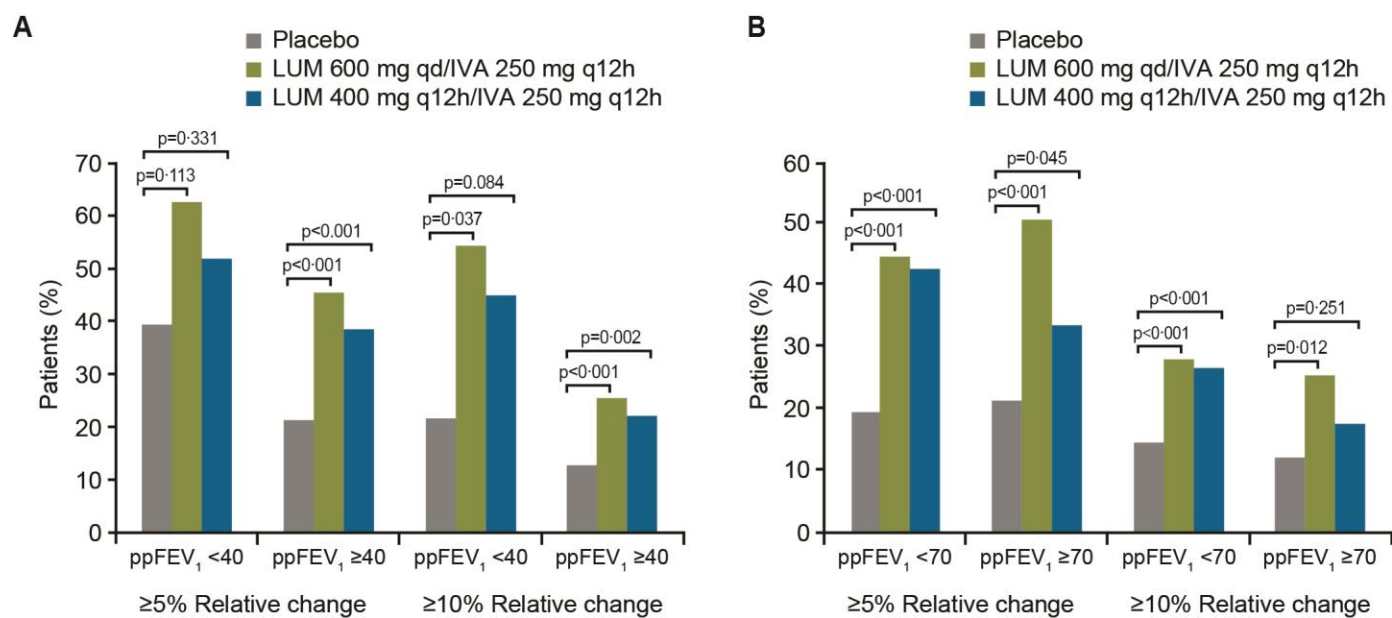 A
Placebo
LUM 600 mg qd/IVA 250 mg q12h
LUM 400 mg q12h/IVA 250 mg q12h
Patients (%)
70
60
50
40
30
20
10
0
p=0·331
p=0·113
p<0.001
p<0·001
p=0.084
p=0·037
p=0·002
p<0·001
ppFEV₁ <40
ppFEV₁ ≥40
ppFEV₁ <40
ppFEV₁ ≥40
≥5% Relative change
≥10% Relative change
B
Placebo
LUM 600 mg qd/IVA 250 mg q12h
LUM 400 mg q12h/IVA 250 mg q12h
Patients (%)
60
50
40
30
20
10
0
p<0·001
p<0·001
p=0·045
p<0·001
p<0·001
p<0·001
p=0·251
p=0·012
ppFEV₁ <70
ppFEV₁ ≥70
ppFEV₁ <70
ppFEV₁ ≥70
≥5% Relative change
≥10% Relative change